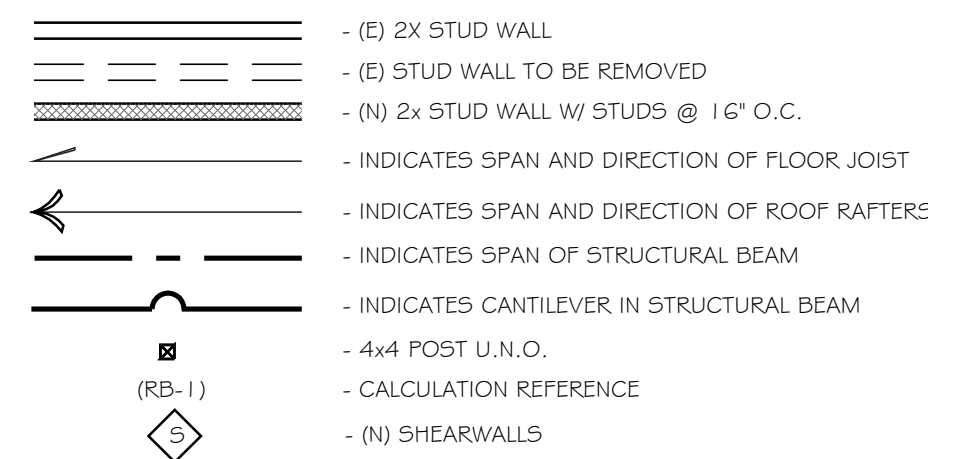 - (E) 2X STUD WALL
- (E) STUD WALL TO BE REMOVED
- (N) 2x STUD WALL W/ STUDS @ 16" O.C.
- INDICATES SPAN AND DIRECTION OF FLOOR JOIST
- INDICATES SPAN AND DIRECTION OF ROOF RAFTERS
- INDICATES SPAN OF STRUCTURAL BEAM
- INDICATES CANTILEVER IN STRUCTURAL BEAM
- 4x4 POST U.N.O.
(RB-1) - CALCULATION REFERENCE
S - (N) SHEARWALLS